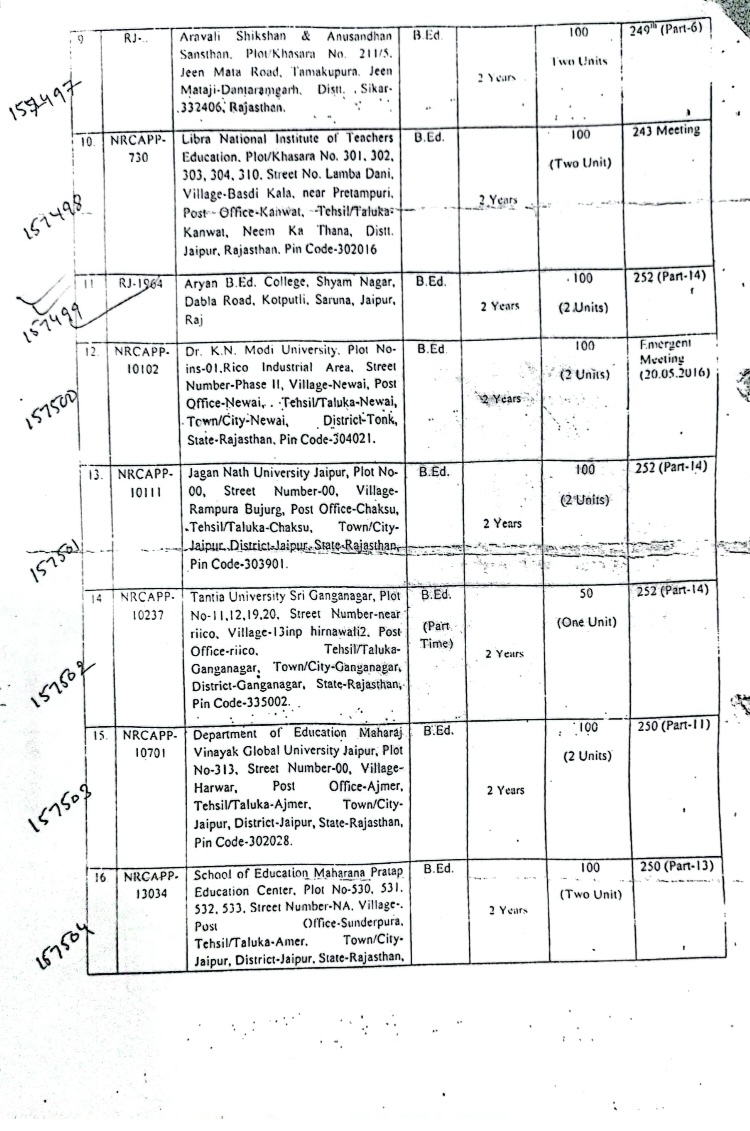 9 RJ-.. Aravali Shikshan & Anusandhan B.Ed. 100 249th (Part-6)
Sansthan, Plot/Khasara No. 211/5,
Jeen Mata Road, Tamakupura, Jeen 2 Years Two Units
Mataji-Dantaramgarh, Distt. Sikar-
332406, Rajasthan.
157497
10. NRCAPP- Libra National Institute of Teachers B.Ed. 100 243 Meeting
730 Education, Plot/Khasara No. 301, 302, (Two Unit)
303, 304, 310, Street No. Lamba Dani,
Village-Basdi Kala, near Pretampuri, 2 Years
Post - Office-Kanwat, Tehsil/Taluka-
Kanwat, Neem Ka Thana, Distt.
Jaipur, Rajasthan. Pin Code-302016
157498
11 RJ-1964 Aryan B.Ed. College, Shyam Nagar, B.Ed. 100 252 (Part-14)
Dabla Road, Kotputli, Saruna, Jaipur, 2 Years (2 Units)
Raj
157499
12. NRCAPP- Dr. K.N. Modi University, Plot No- B.Ed. 100 Emergent
10102 ins-01,Rico Industrial Area, Street (2 Units) Meeting
Number-Phase II, Village-Newai, Post (20.05.2016)
Office-Newai, Tehsil/Taluka-Newai, 2 Years
Town/City-Newai, District-Tonk,
State-Rajasthan, Pin Code-304021.
157500
13. NRCAPP- Jagan Nath University Jaipur, Plot No- B.Ed. 100 252 (Part-14)
10111 00, Street Number-00, Village-
Rampura Bujurg, Post Office-Chaksu, (2 Units)
Tehsil/Taluka-Chaksu, Town/City- 2 Years
Jaipur, District-Jaipur, State-Rajasthan,
Pin Code-303901.
157501
14 NRCAPP- Tantia University Sri Ganganagar, Plot B.Ed. 50 252 (Part-14)
10237 No-11,12,19,20, Street Number-near (Part (One Unit)
riico, Village-13inp hirnawali2, Post Time)
Office-riico, Tehsil/Taluka- 2 Years
Ganganagar, Town/City-Ganganagar,
District-Ganganagar, State-Rajasthan,
Pin Code-335002.
157502
15. NRCAPP- Department of Education Maharaj B.Ed. 100 250 (Part-11)
10701 Vinayak Global University Jaipur, Plot (2 Units)
No-313, Street Number-00, Village-
Harwar, Post Office-Ajmer, 2 Years
Tehsil/Taluka-Ajmer, Town/City-
Jaipur, District-Jaipur, State-Rajasthan,
Pin Code-302028.
157503
16 NRCAPP- School of Education Maharana Pratap B.Ed. 100 250 (Part-13)
13034 Education Center, Plot No-530, 531, (Two Unit)
532, 533, Street Number-NA, Village-. 2 Years
Post Office-Sunderpura,
Tehsil/Taluka-Amer, Town/City-
Jaipur, District-Jaipur, State-Rajasthan,
157504